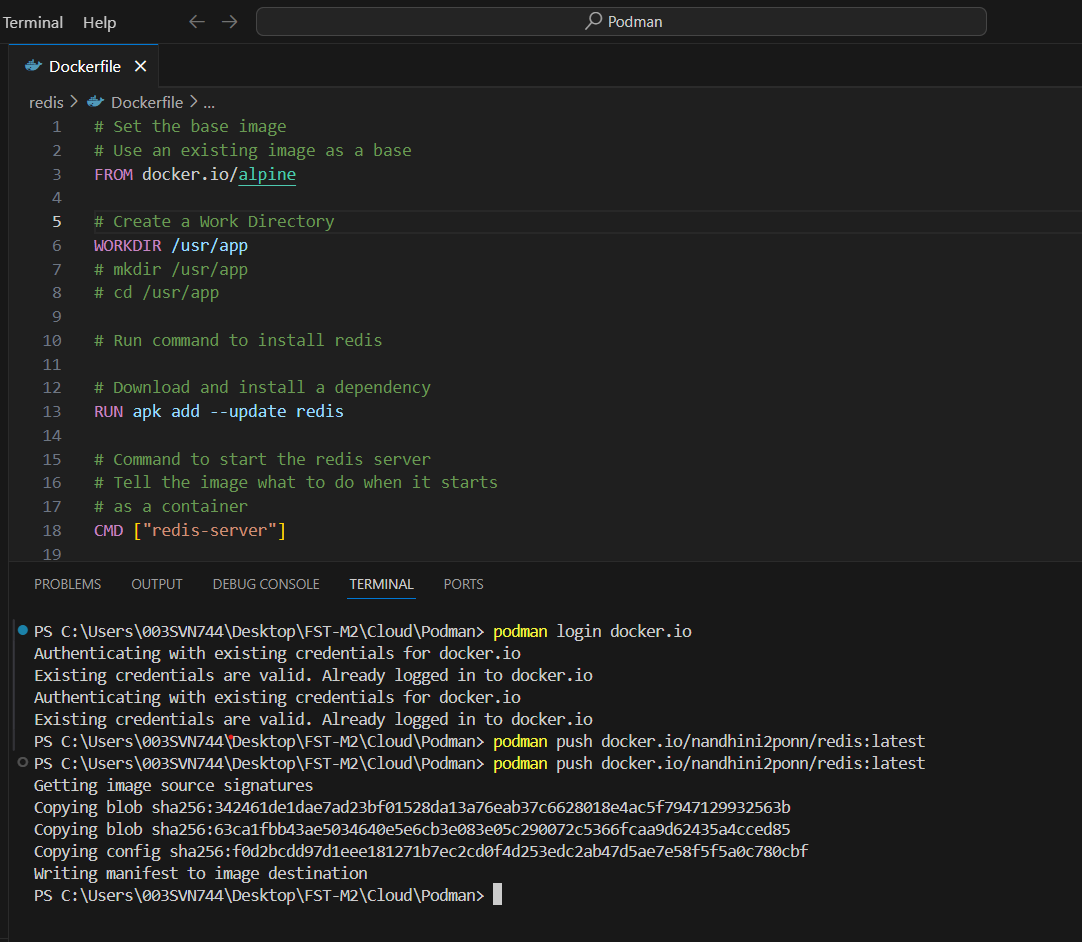 Terminal Help Podman
Dockerfile
redis > Dockerfile > ...
1 # Set the base image
2 # Use an existing image as a base
3 FROM docker.io/alpine
4
5 # Create a Work Directory
6 WORKDIR /usr/app
7 # mkdir /usr/app
8 # cd /usr/app
9
10 # Run command to install redis
11
12 # Download and install a dependency
13 RUN apk add --update redis
14
15 # Command to start the redis server
16 # Tell the image what to do when it starts
17 # as a container
18 CMD ["redis-server"]
19
PROBLEMS OUTPUT DEBUG CONSOLE TERMINAL PORTS
PS C:\Users\003SVN744\Desktop\FST-M2\Cloud\Podman> podman login docker.io
Authenticating with existing credentials for docker.io
Existing credentials are valid. Already logged in to docker.io
Authenticating with existing credentials for docker.io
Existing credentials are valid. Already logged in to docker.io
PS C:\Users\003SVN744\Desktop\FST-M2\Cloud\Podman> podman push docker.io/nandhini2ponn/redis:latest
PS C:\Users\003SVN744\Desktop\FST-M2\Cloud\Podman> podman push docker.io/nandhini2ponn/redis:latest
Getting image source signatures
Copying blob sha256:342461de1dae7ad23bf01528da13a76eab37c6628018e4ac5f7947129932563b
Copying blob sha256:63ca1fbb43ae5034640e5e6cb3e083e05c290072c5366fcaa9d62435a4cced85
Copying config sha256:f0d2bcdd97d1eee181271b7ec2cd0f4d253edc2ab47d5ae7e58f5f5a0c780cbf
Writing manifest to image destination
PS C:\Users\003SVN744\Desktop\FST-M2\Cloud\Podman>